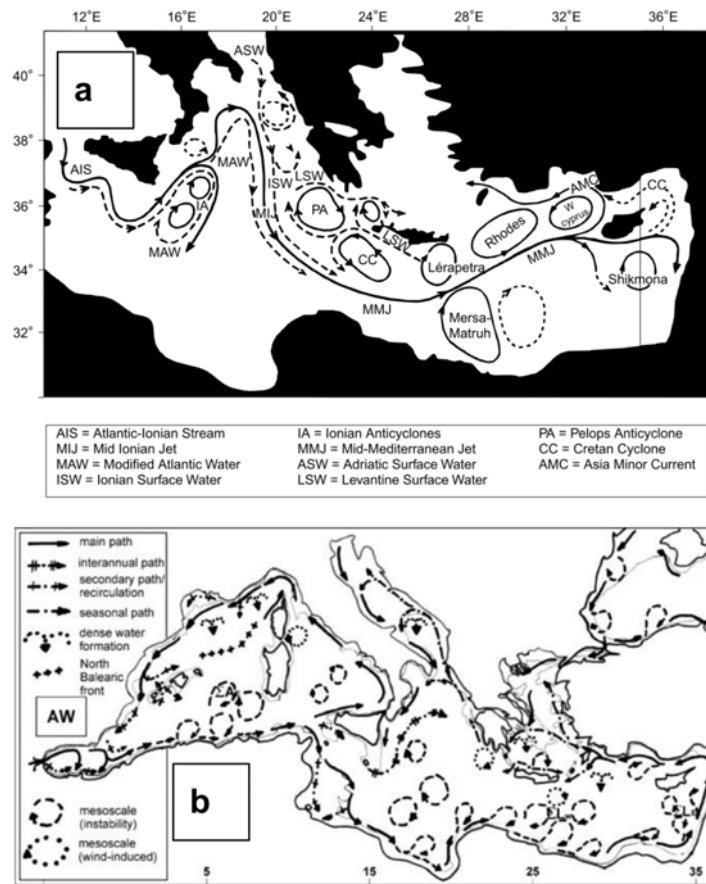 12° 16° 20° 24° 28° 32° 36°
40°
38°
36°
34°
32°
a
ASW
AIS
MAW
IA
MAW
MIJ
ISW
LSW
PA
LSW
CC
MMJ
Lérapetra
Mersa-
Matruh
Rhodes
MMJ
AMC
W
cyprus
CC
Shikmona
AIS = Atlantic-Ionian Stream IA = Ionian Anticyclones PA = Pelops Anticyclone
MIJ = Mid Ionian Jet MMJ = Mid-Mediterranean Jet CC = Cretan Cyclone
MAW = Modified Atlantic Water ASW = Adriatic Surface Water AMC = Asia Minor Current
ISW = Ionian Surface Water LSW = Levantine Surface Water
main path
interannual path
secondary path/
recirculation
seasonal path
dense water
formation
North
Balearic
front
AW
b
mesoscale
(instability)
mesoscale
(wind-induced)
5 15 25 35